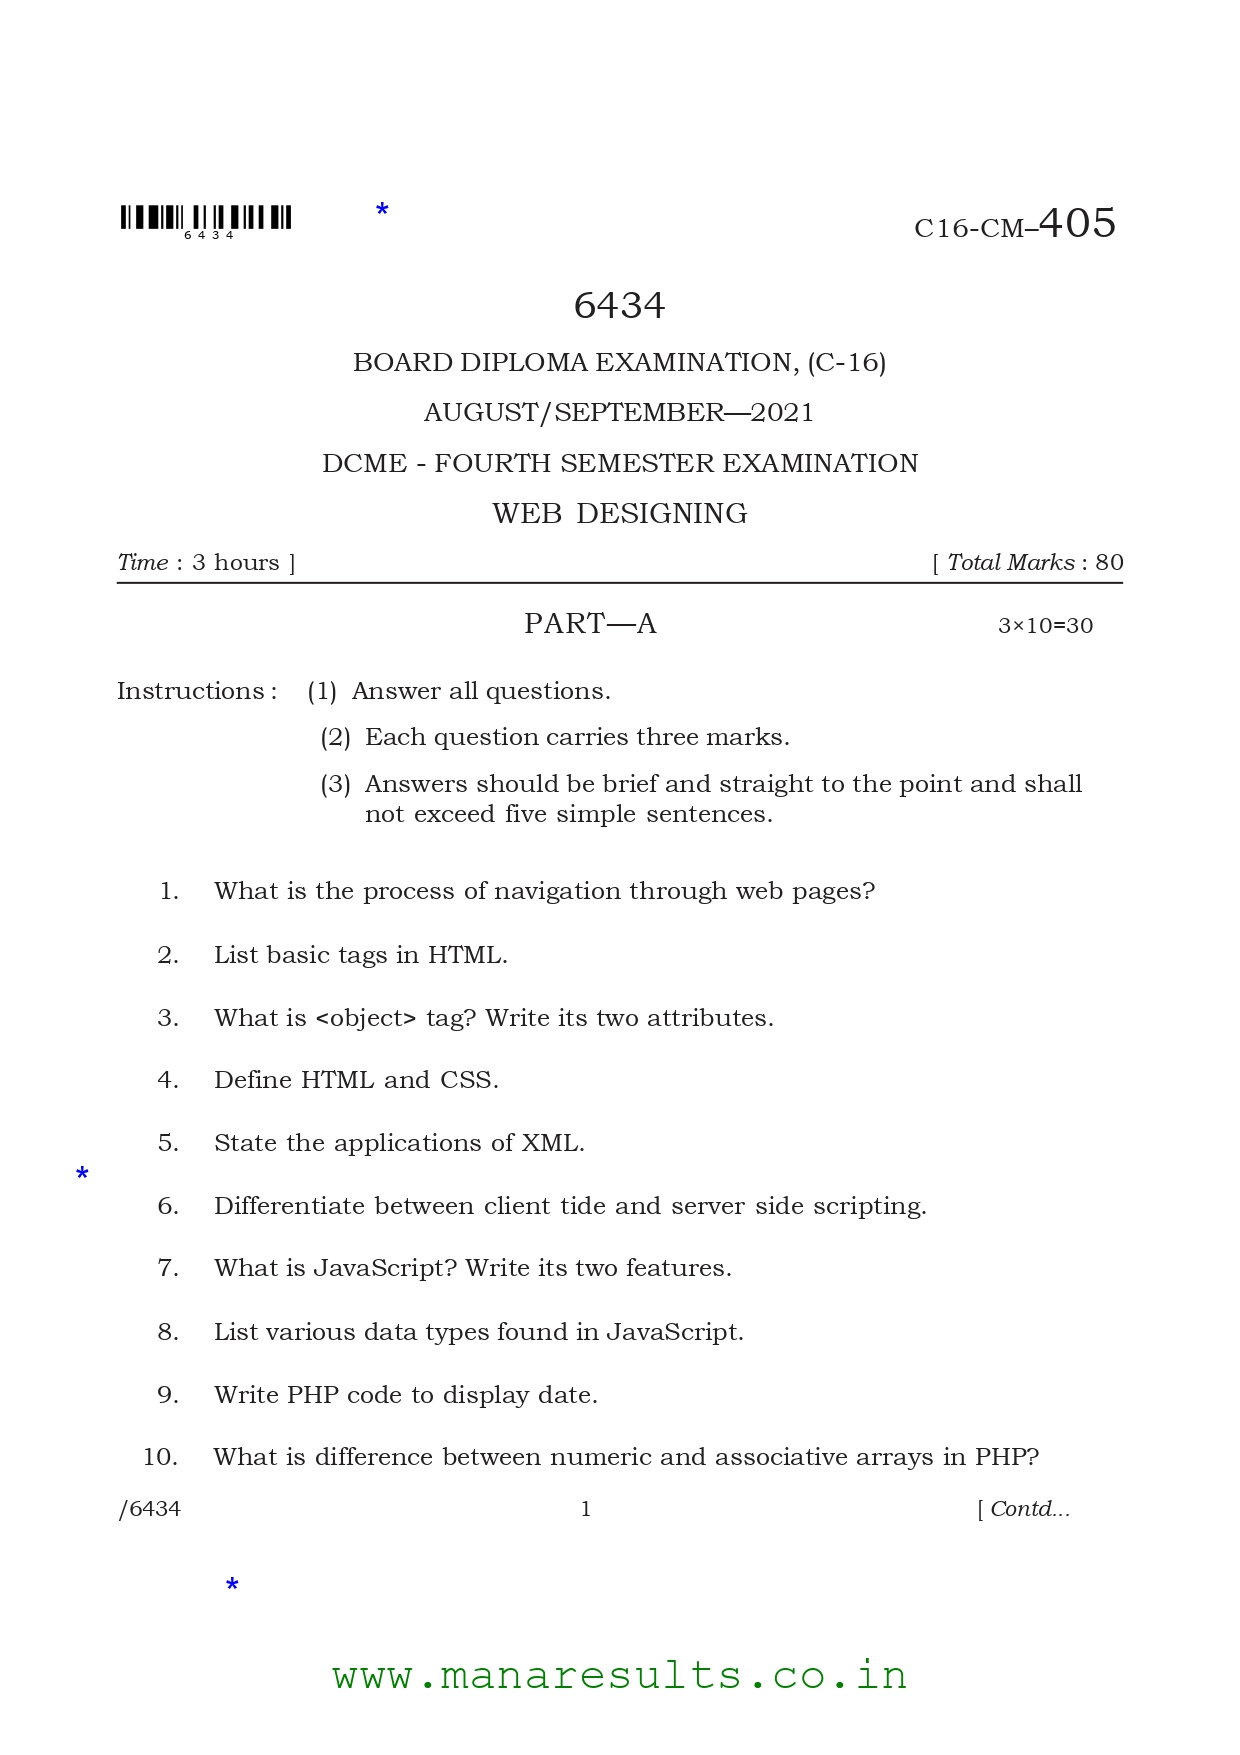 6434
*
C16-CM–405
6434
BOARD DIPLOMA EXAMINATION, (C-16)
AUGUST/SEPTEMBER—2021
DCME - FOURTH SEMESTER EXAMINATION
WEB DESIGNING
Time : 3 hours ] [ Total Marks : 80
PART—A 3×10=30
Instructions : (1) Answer all questions.
(2) Each question carries three marks.
(3) Answers should be brief and straight to the point and shall
not exceed five simple sentences.
1. What is the process of navigation through web pages?
2. List basic tags in HTML.
3. What is <object> tag? Write its two attributes.
4. Define HTML and CSS.
5. State the applications of XML.
*
6. Differentiate between client tide and server side scripting.
7. What is JavaScript? Write its two features.
8. List various data types found in JavaScript.
9. Write PHP code to display date.
10. What is difference between numeric and associative arrays in PHP?
/6434 1 [ Contd...
*
www.manaresults.co.in